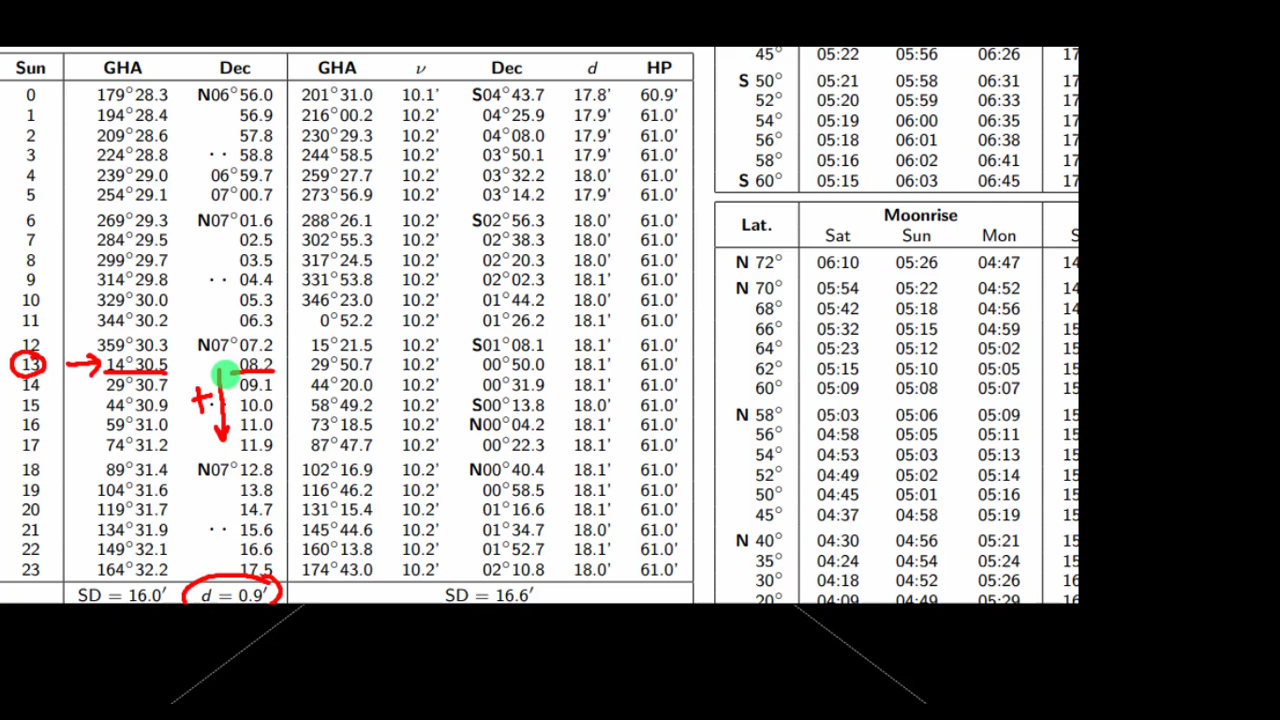 Sun GHA Dec GHA ν Dec d HP
0 179°28.3 N06°56.0 201°31.0 10.1' S04°43.7 17.8' 60.9'
1 194°28.4 56.9 216°00.2 10.2' 04°25.9 17.9' 61.0'
2 209°28.6 57.8 230°29.3 10.2' 04°08.0 17.9' 61.0'
3 224°28.8 ·· 58.8 244°58.5 10.2' 03°50.1 17.9' 61.0'
4 239°29.0 06°59.7 259°27.7 10.2' 03°32.2 18.0' 61.0'
5 254°29.1 07°00.7 273°56.9 10.2' 03°14.2 17.9' 61.0'
6 269°29.3 N07°01.6 288°26.1 10.2' S02°56.3 18.0' 61.0'
7 284°29.5 02.5 302°55.3 10.2' 02°38.3 18.0' 61.0'
8 299°29.7 03.5 317°24.5 10.2' 02°20.3 18.0' 61.0'
9 314°29.8 ·· 04.4 331°53.8 10.2' 02°02.3 18.1' 61.0'
10 329°30.0 05.3 346°23.0 10.2' 01°44.2 18.0' 61.0'
11 344°30.2 06.3 0°52.2 10.2' 01°26.2 18.1' 61.0'
12 359°30.3 N07°07.2 15°21.5 10.2' S01°08.1 18.1' 61.0'
13 14°30.5 08.2 29°50.7 10.2' 00°50.0 18.1' 61.0'
14 29°30.7 09.1 44°20.0 10.2' 00°31.9 18.1' 61.0'
+
15 44°30.9 · 10.0 58°49.2 10.2' S00°13.8 18.0' 61.0'
16 59°31.0 11.0 73°18.5 10.2' N00°04.2 18.1' 61.0'
17 74°31.2 11.9 87°47.7 10.2' 00°22.3 18.1' 61.0'
18 89°31.4 N07°12.8 102°16.9 10.2' N00°40.4 18.1' 61.0'
19 104°31.6 13.8 116°46.2 10.2' 00°58.5 18.1' 61.0'
20 119°31.7 14.7 131°15.4 10.2' 01°16.6 18.1' 61.0'
21 134°31.9 ·· 15.6 145°44.6 10.2' 01°34.7 18.0' 61.0'
22 149°32.1 16.6 160°13.8 10.2' 01°52.7 18.1' 61.0'
23 164°32.2 17.5 174°43.0 10.2' 02°10.8 18.0' 61.0'
SD = 16.0′ d = 0.9′ SD = 16.6′
45° 05:22 05:56 06:26 17
S 50° 05:21 05:58 06:31 17
52° 05:20 05:59 06:33 17
54° 05:19 06:00 06:35 17
56° 05:18 06:01 06:38 17
58° 05:16 06:02 06:41 17
S 60° 05:15 06:03 06:45 17
Lat. Moonrise
Sat Sun Mon S
N 72° 06:10 05:26 04:47 14
N 70° 05:54 05:22 04:52 14
68° 05:42 05:18 04:56 14
66° 05:32 05:15 04:59 14
64° 05:23 05:12 05:02 14
62° 05:15 05:10 05:05 14
60° 05:09 05:08 05:07 14
N 58° 05:03 05:06 05:09 15
56° 04:58 05:05 05:11 15
54° 04:53 05:03 05:13 15
52° 04:49 05:02 05:14 15
50° 04:45 05:01 05:16 15
45° 04:37 04:58 05:19 15
N 40° 04:30 04:56 05:21 15
35° 04:24 04:54 05:24 15
30° 04:18 04:52 05:26 16
20° 04:09 04:49 05:29 16